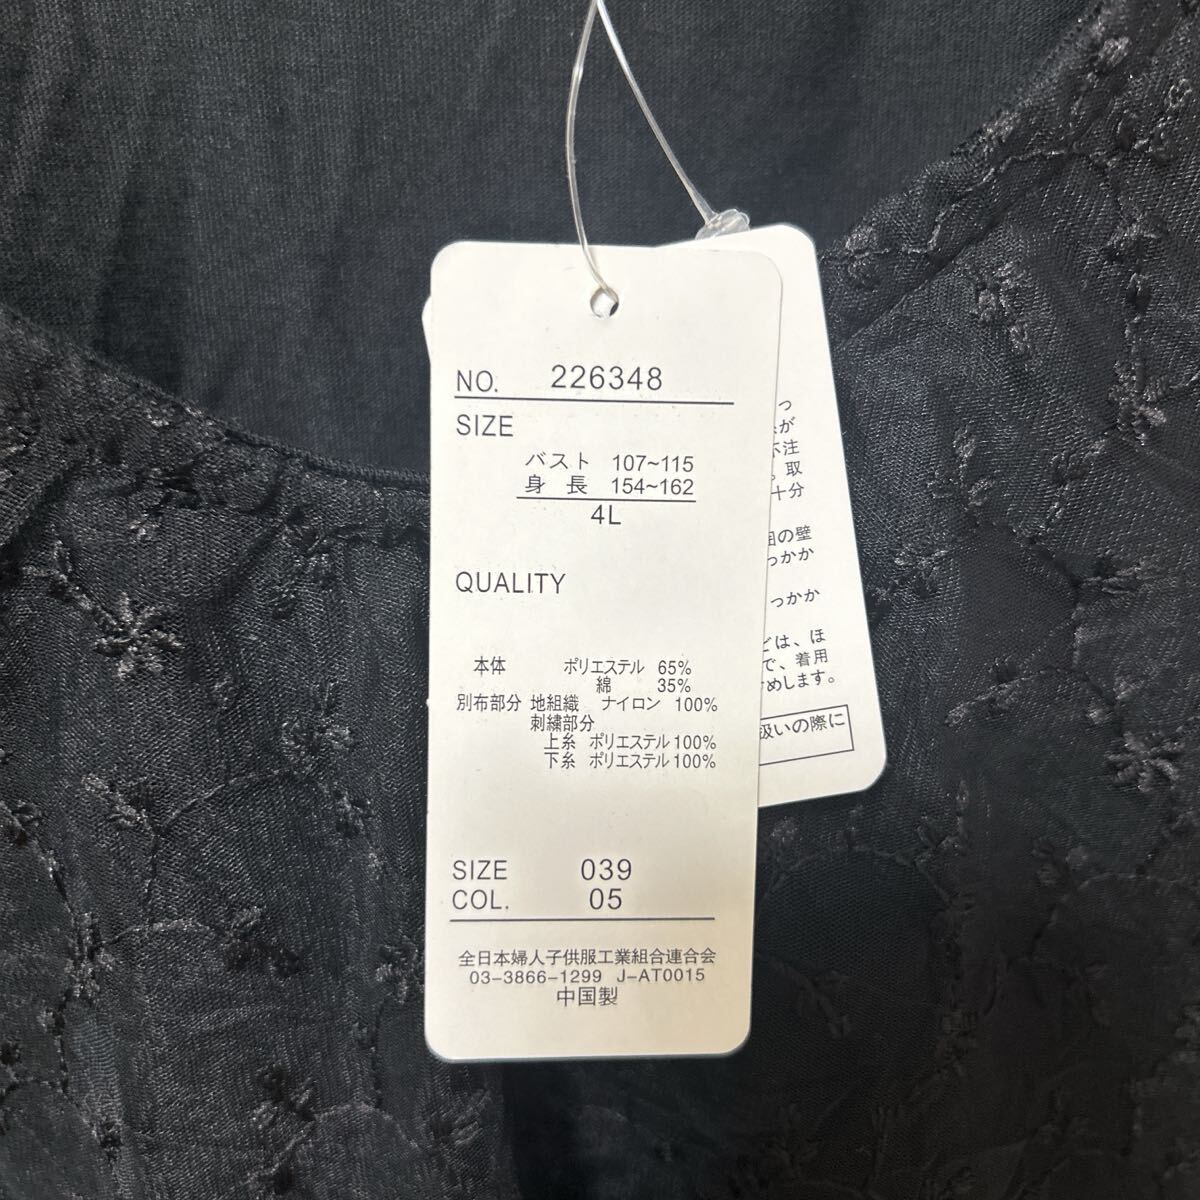 NO. 226348
SIZE
バスト 107~115
身 長 154~162
4L
QUALITY
本体 ポリエステル 65%
綿 35%
別布部分 地組織 ナイロン 100%
刺繍部分
上糸 ポリエステル 100%
下糸 ポリエステル 100%
SIZE 039
COL. 05
全日本婦人子供服工業組合連合会
03-3866-1299 J-AT0015
中国製
っ
が
注
取
十分
の壁
っかか
っかか
どは、ほ
で、着用
めします。
扱いの際に